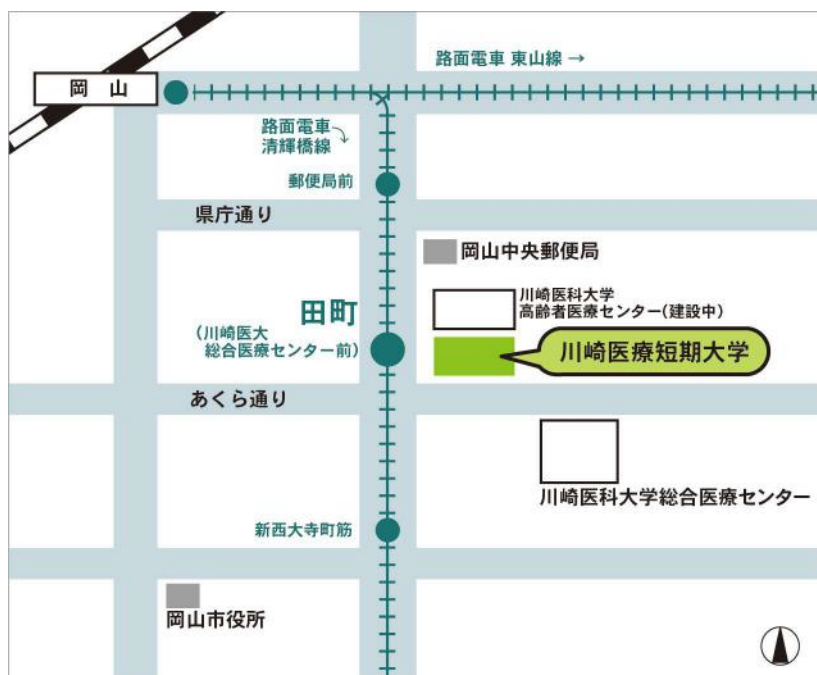 路面電車 東山線 →
岡 山
路面電車
清輝橋線
郵便局前
県庁通り
岡山中央郵便局
川崎医科大学
高齢者医療センター(建設中)
田町
(川崎医大
総合医療センター前)
川崎医療短期大学
あくら通り
川崎医科大学総合医療センター
新西大寺町筋
岡山市役所